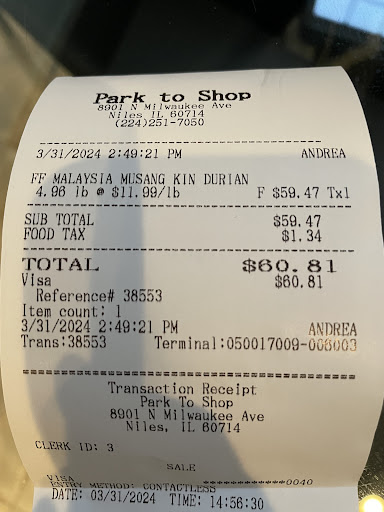 Park to Shop
8901 N Milwaukee Ave
Niles IL 60714
(224)251-7050
3/31/2024 2:49:21 PM ANDREA
FF MALAYSIA MUSANG KIN DURIAN
4.96 lb @ $11.99/lb F $59.47 Tx1
SUB TOTAL $59.47
FOOD TAX $1.34
TOTAL $60.81
Visa $60.81
Reference# 38553
Item count: 1
3/31/2024 2:49:21 PM ANDREA
Trans:38553 Terminal:050017009-006003
Transaction Receipt
Park To Shop
8901 N Milwaukee Ave
Niles, IL 60714
CLERK ID: 3
SALE
VISA ************0040
ENTRY METHOD: CONTACTLESS
DATE: 03/31/2024 TIME: 14:56:30